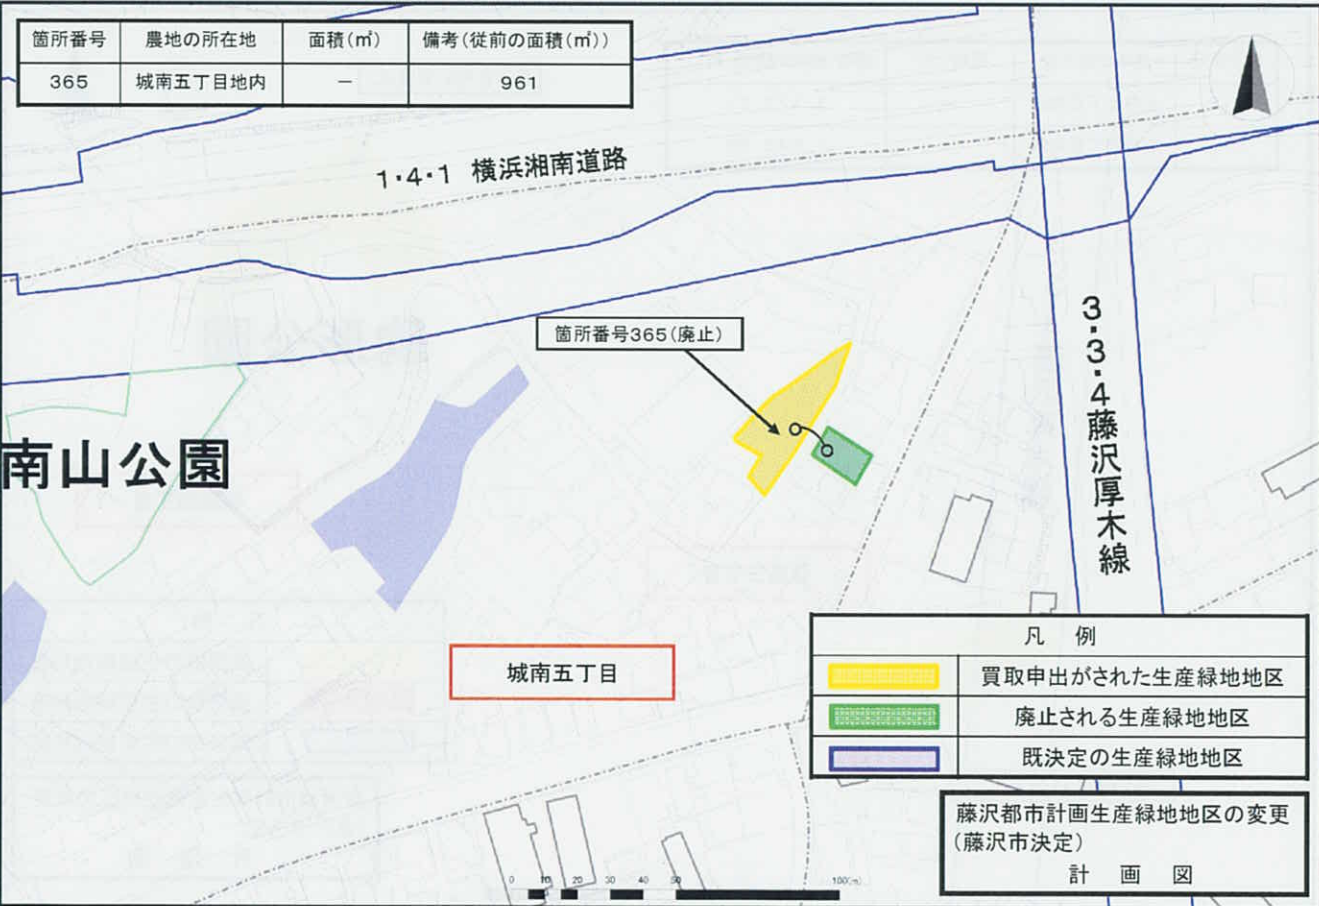 箇所番号 農地の所在地 面積(㎡) 備考(従前の面積(㎡))
365 城南五丁目地内 － 961
1・4・1 横浜湘南道路
箇所番号365(廃止)
3・3・4藤沢厚木線
南山公園
城南五丁目
凡 例
買取申出がされた生産緑地地区
廃止される生産緑地地区
既決定の生産緑地地区
藤沢都市計画生産緑地地区の変更
(藤沢市決定)
計 画 図
0 10 20 30 40 50 100(m)